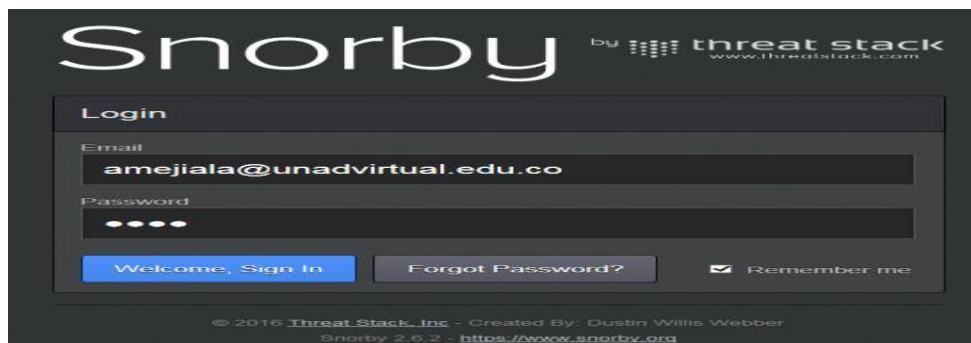 Snorby by threat stack
www.threatstack.com
Login
Email
amejiala@unadvirtual.edu.co
Password
••••
Welcome, Sign In Forgot Password? Remember me
© 2016 Threat Stack, Inc - Created By: Dustin Willis Webber
Snorby 2.6.2 - https://www.snorby.org